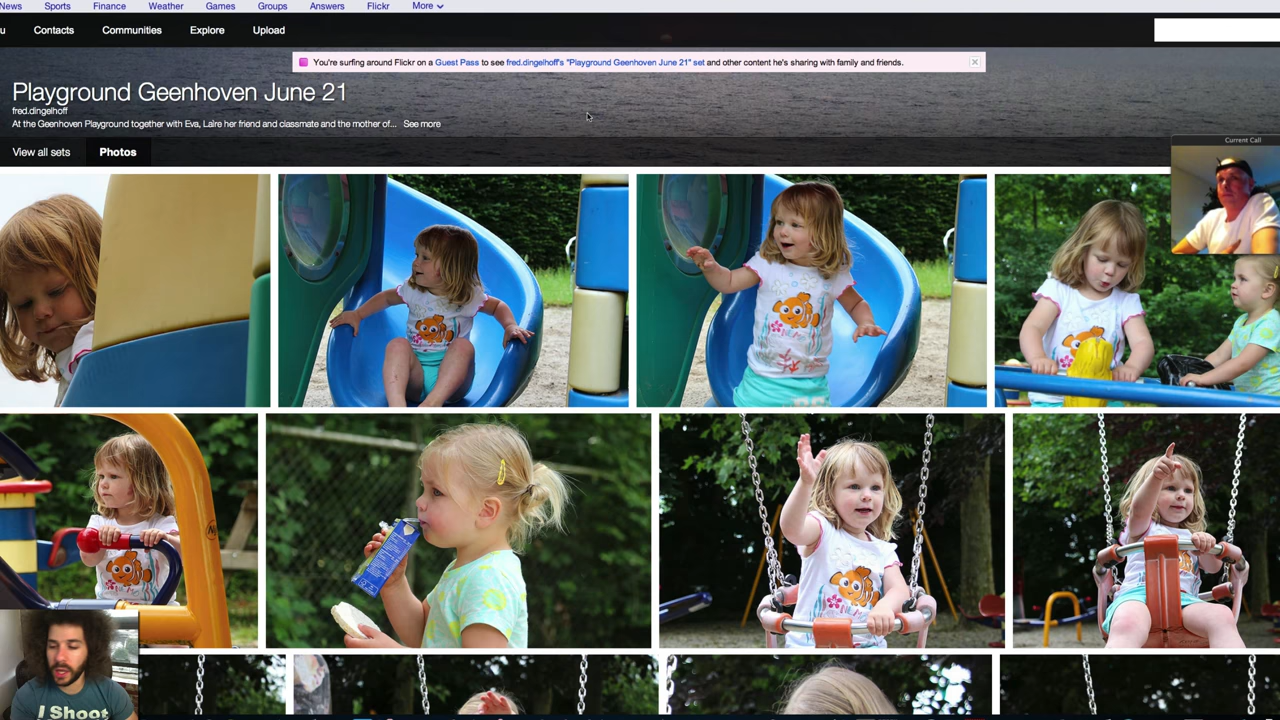 News Sports Finance Weather Games Groups Answers Flickr More
u Contacts Communities Explore Upload
You're surfing around Flickr on a Guest Pass to see fred.dingelhoff's "Playground Geenhoven June 21" set and other content he's sharing with family and friends.
Playground Geenhoven June 21
fred.dingelhoff
At the Geenhoven Playground together with Eva, Laire her friend and classmate and the mother of... See more
Current Call
View all sets Photos
NEMO
I Shoot